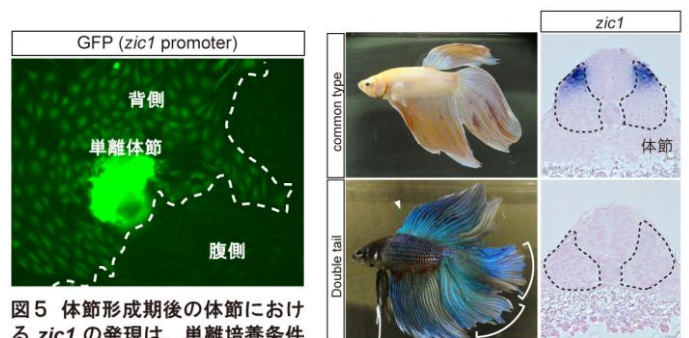 GFP (zic1 promoter)
背側
単離体節
腹側
図5 体節形成期後の体節におけ
る zic1 の発現は、単離培養条件
common type
Double tail
zic1
体節